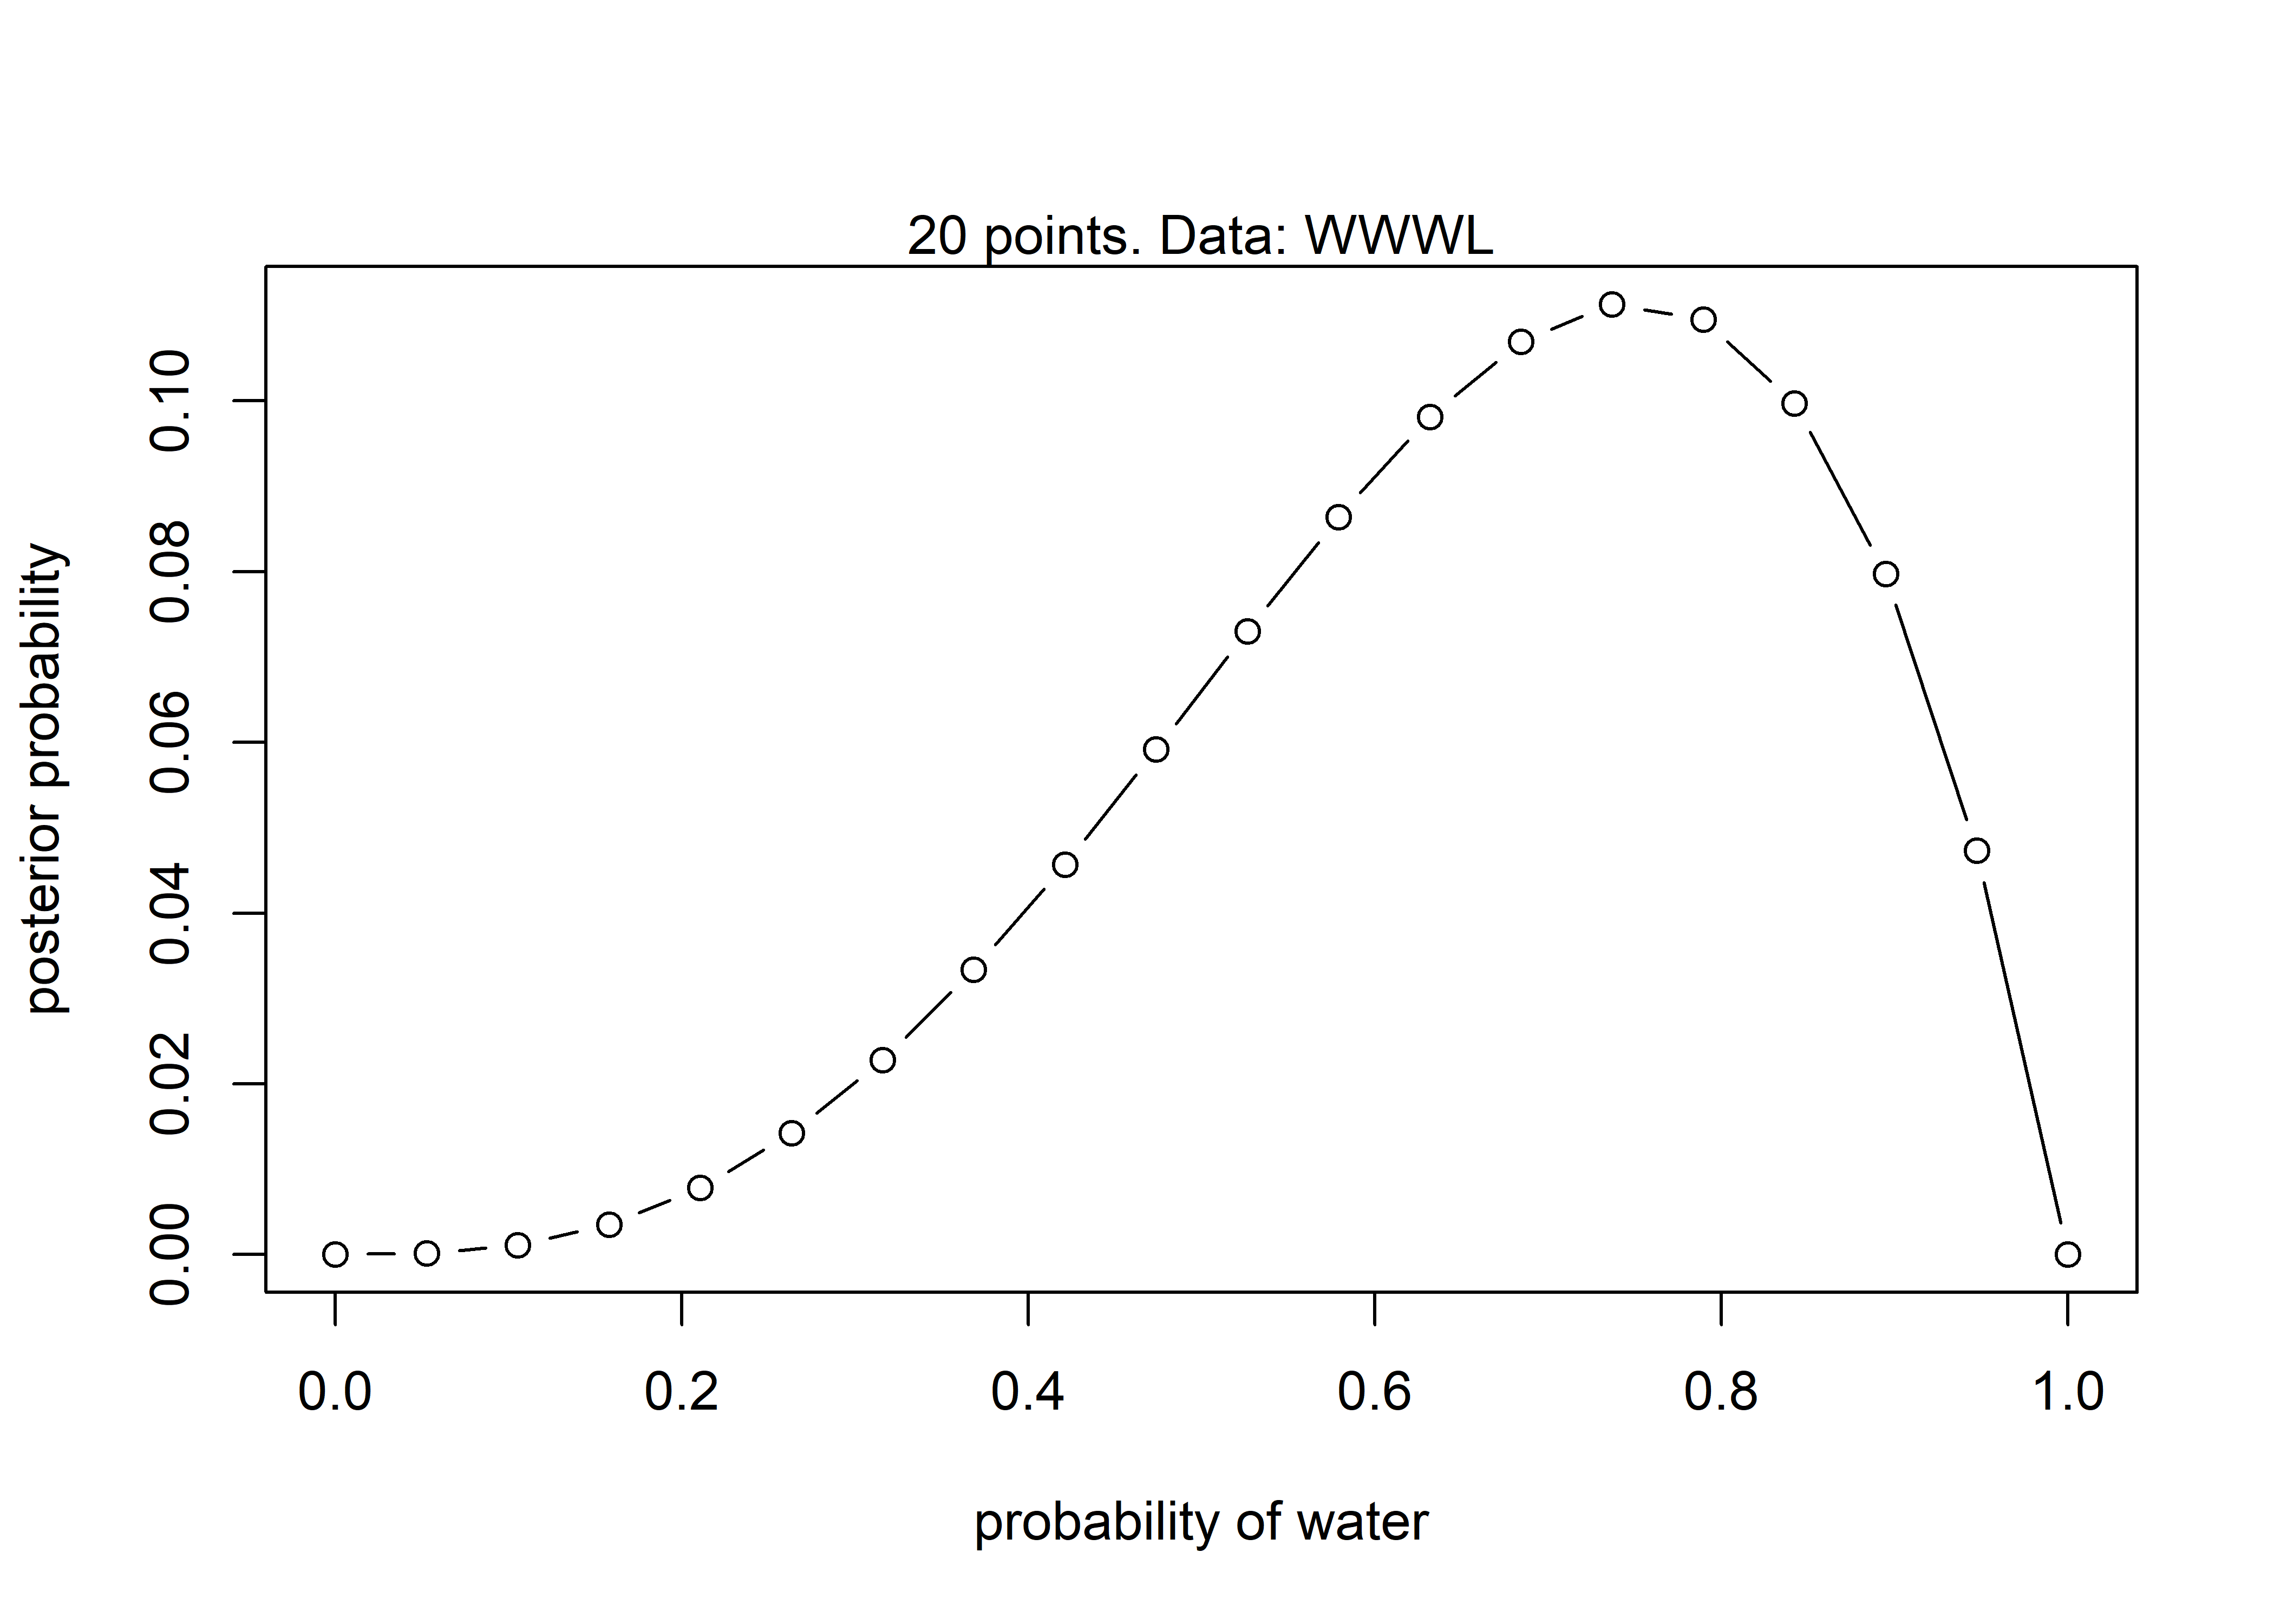 20 points. Data: WWWL
posterior probability
0.10
0.08
0.06
0.04
0.02
0.00
0.0 0.2 0.4 0.6 0.8 1.0
probability of water